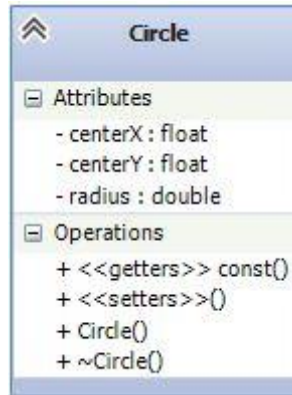 Circle
Attributes
- centerX : float
- centerY : float
- radius : double
Operations
+ <<getters>> const()
+ <<setters>>()
+ Circle()
+ ~Circle()